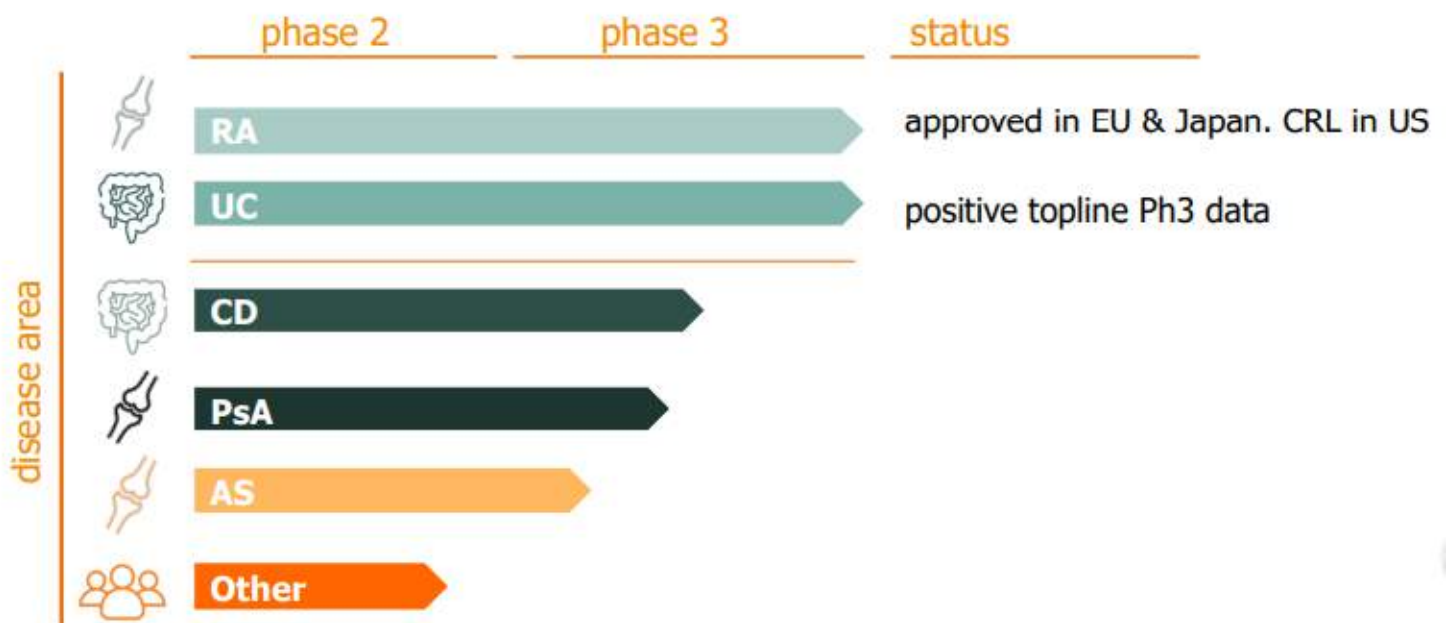 phase 2 phase 3 status
RA approved in EU & Japan. CRL in US
UC positive topline Ph3 data
disease area
CD
PsA
AS
Other